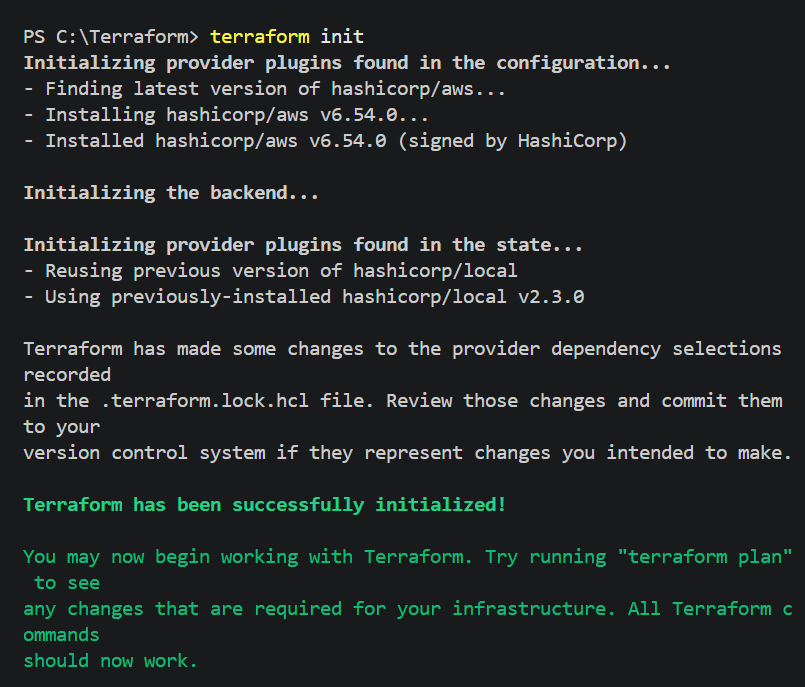 PS C:\Terraform> terraform init
Initializing provider plugins found in the configuration...
- Finding latest version of hashicorp/aws...
- Installing hashicorp/aws v6.54.0...
- Installed hashicorp/aws v6.54.0 (signed by HashiCorp)
Initializing the backend...
Initializing provider plugins found in the state...
- Reusing previous version of hashicorp/local
- Using previously-installed hashicorp/local v2.3.0
Terraform has made some changes to the provider dependency selections
recorded
in the .terraform.lock.hcl file. Review those changes and commit them
to your
version control system if they represent changes you intended to make.
Terraform has been successfully initialized!
You may now begin working with Terraform. Try running "terraform plan"
to see
any changes that are required for your infrastructure. All Terraform c
ommands
should now work.